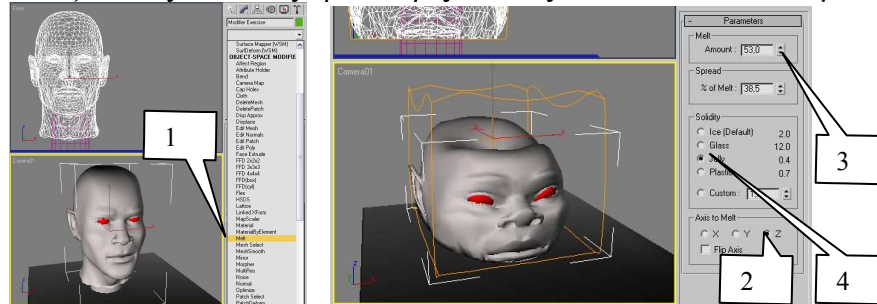 Front
Modifier Exercise
Surface Mapper (WSM)
SurfDeform (WSM)
OBJECT-SPACE MODIFIE
Affect Region
Attribute Holder
Bend
Camera Map
Cap Holes
Cloth
DeleteMesh
DeletePatch
Disp Approx
Displace
Edit Mesh
Edit Normals
Edit Patch
Edit Poly
Face Extrude
FFD 2x2x2
FFD 3x3x3
FFD 4x4x4
FFD(box)
FFD(cyl)
Flex
HSDS
Lattice
Linked XForm
MapScaler
Material
MaterialByElement
Melt
Mesh Select
MeshSmooth
Mirror
Morpher
MultiRes
Noise
Normal
Optimize
Patch Select
PatchDeform
Camera01
1
Camera01
- Parameters
Melt
Amount : 53,0
Spread
% of Melt : 38,5
Solidity
Ice (Default) 2.0
Glass 12.0
Jelly 0.4
Plastic 0.7
Custom :
Axis to Melt
X Y Z
Flip Axis
3
2
4